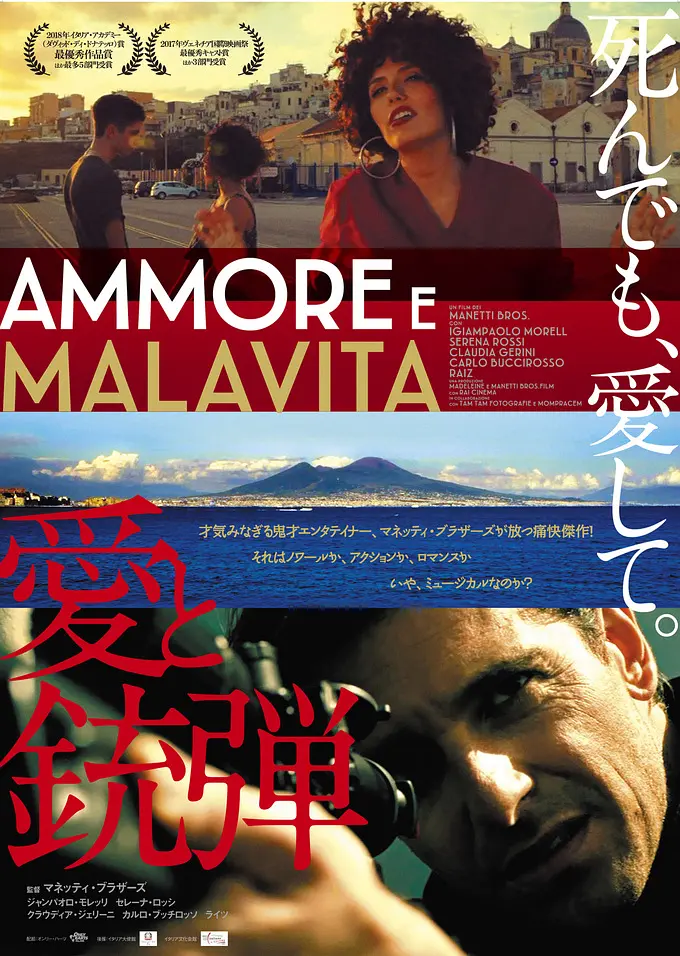 2018年イタリア・アカデミー
(ダヴィッド・ディ・ドナテッロ)賞
最優秀作品賞
ほか最多5部門受賞
2017年ヴェネチア国際映画祭
最優秀キャスト賞
ほか3部門受賞
死んでも、愛して。
AMMORE E
MALAVITA
UN FILM DEI
MANETTI BROS.
CON
IGIAMPAOLO MORELL
SERENA ROSSI
CLAUDIA GERINI
CARLO BUCCIROSSO
RAIZ
UNA PRODUZIONE
MADELEINE E MANETTI BROS.FILM
CON RAI CINEMA
IN COLLABORAZIONE
CON TAM TAM FOTOGRAFIE E MOMPRACEM
才気みなぎる鬼才エンタテイナー、マネッティ・ブラザーズが放つ痛快傑作!
それはノワールか、アクションか、ロマンスか
いや、ミュージカルなのか?
愛と
銃弾
監督 マネッティ・ブラザーズ
ジャンパオロ・モレッリ セレーナ・ロッシ
クラウディア・ジェリーニ カルロ・ブッチロッソ ライツ
配給:オンリー・ハーツ 後援:イタリア大使館 イタリア文化会館